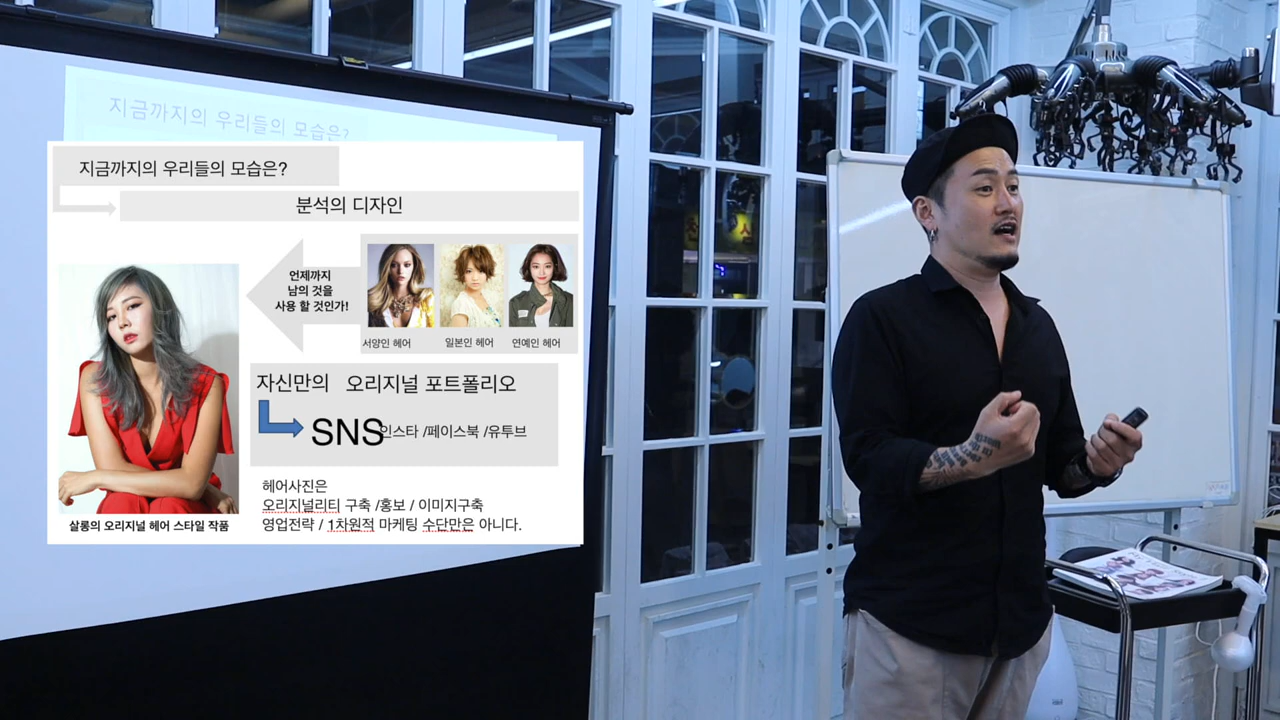 지금까지의 우리들의 모습은?
지금까지의 우리들의 모습은?
분석의 디자인
언제까지
남의 것을
사용 할 것인가!
서양인 헤어
일본인 헤어
연예인 헤어
자신만의 오리지널 포트폴리오
SNS인스타 /페이스북 /유투브
헤어사진은
오리지널리티 구축 /홍보 / 이미지구축
영업전략 / 1차원적 마케팅 수단만은 아니다.
살롱의 오리지널 헤어 스타일 작품